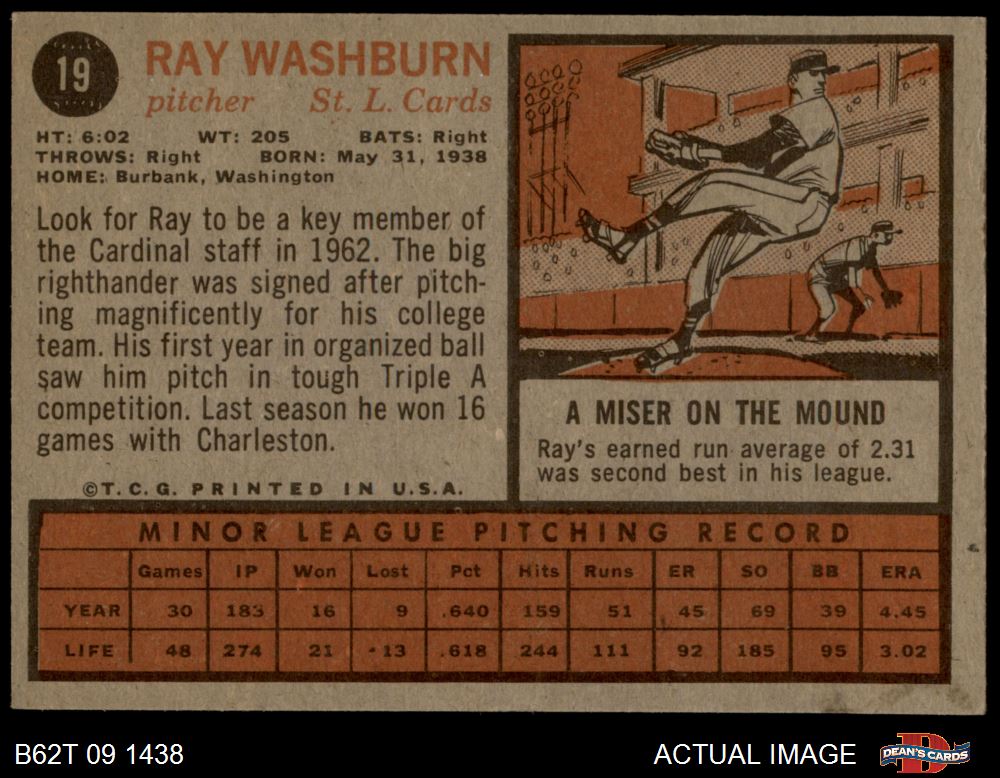 19
RAY WASHBURN
pitcher St. L. Cards
HT: 6:02 WT: 205 BATS: Right
THROWS: Right BORN: May 31, 1938
HOME: Burbank, Washington
Look for Ray to be a key member of
the Cardinal staff in 1962. The big
righthander was signed after pitch-
ing magnificently for his college
team. His first year in organized ball
saw him pitch in tough Triple A
competition. Last season he won 16
games with Charleston.
©T.C.G. PRINTED IN U.S.A.
A MISER ON THE MOUND
Ray's earned run average of 2.31
was second best in his league.
MINOR LEAGUE PITCHING RECORD
Games IP Won Lost Pct Hits Runs ER SO BB ERA
YEAR 30 183 16 9 .640 159 51 45 69 39 4.45
LIFE 48 274 21 13 .618 244 111 92 185 95 3.02
B62T 09 1438
ACTUAL IMAGE
DEAN'S CARDS